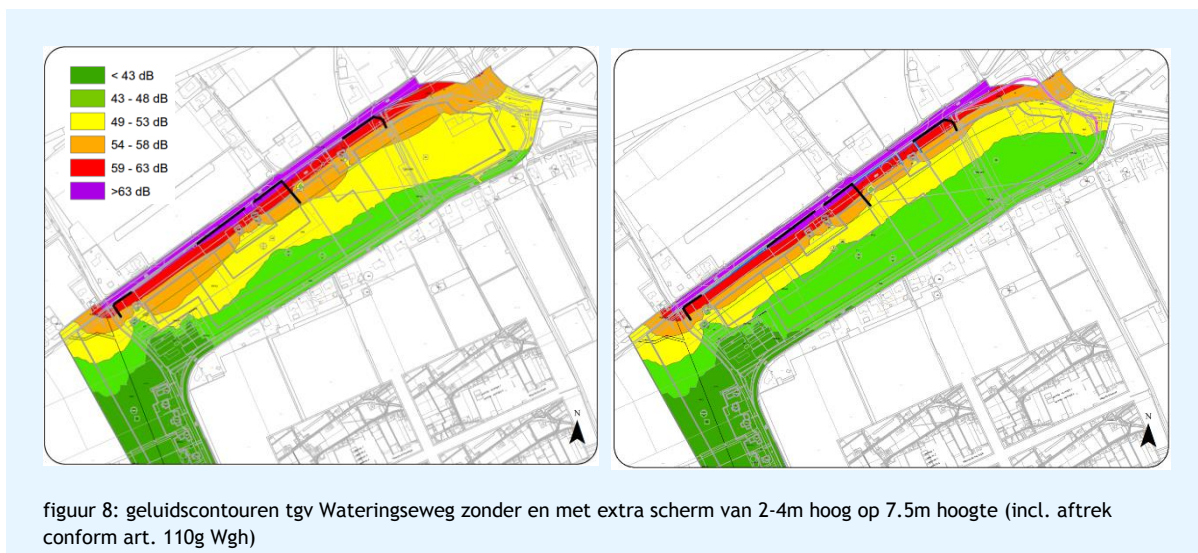 < 43 dB
43 - 48 dB
49 - 53 dB
54 - 58 dB
59 - 63 dB
>63 dB
N
N
figuur 8: geluidscontouren tgv Wateringseweg zonder en met extra scherm van 2-4m hoog op 7.5m hoogte (incl. aftrek
conform art. 110g Wgh)